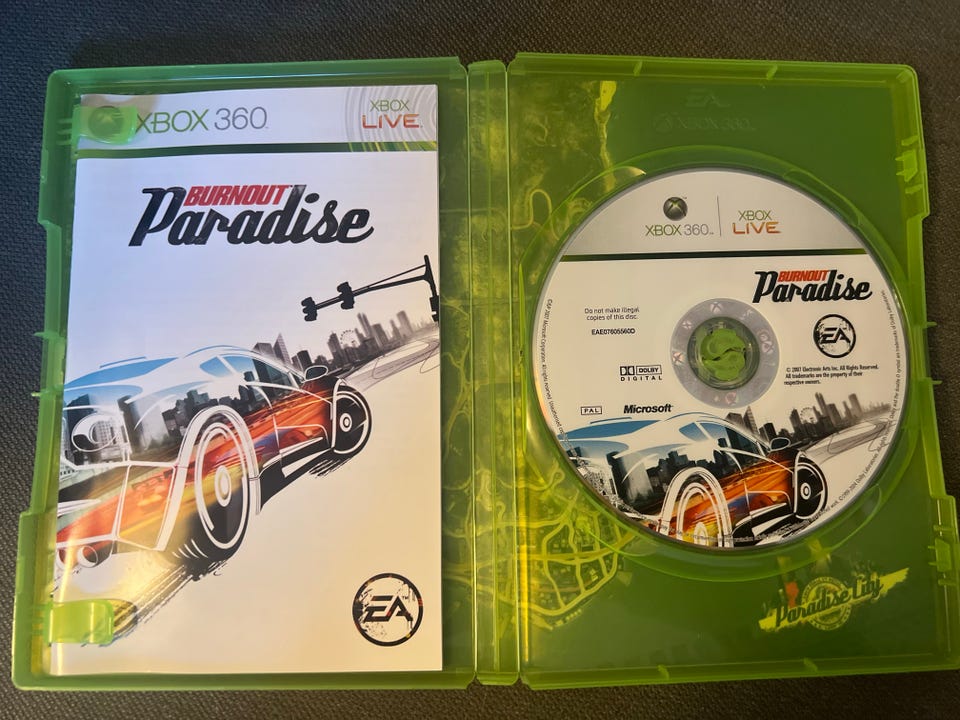 XBOX 360
XBOX
LIVE
BURNOUT
Paradise
EA
EA
XBOX 360
XBOX 360
XBOX
LIVE
BURNOUT
Paradise
Do not make illegal
copies of this disc.
EAE07605560D
EA
DOLBY
DIGITAL
© 2007 Electronic Arts Inc. All Rights Reserved.
All trademarks are the property of their
respective owners.
PAL
Microsoft
Paradise City